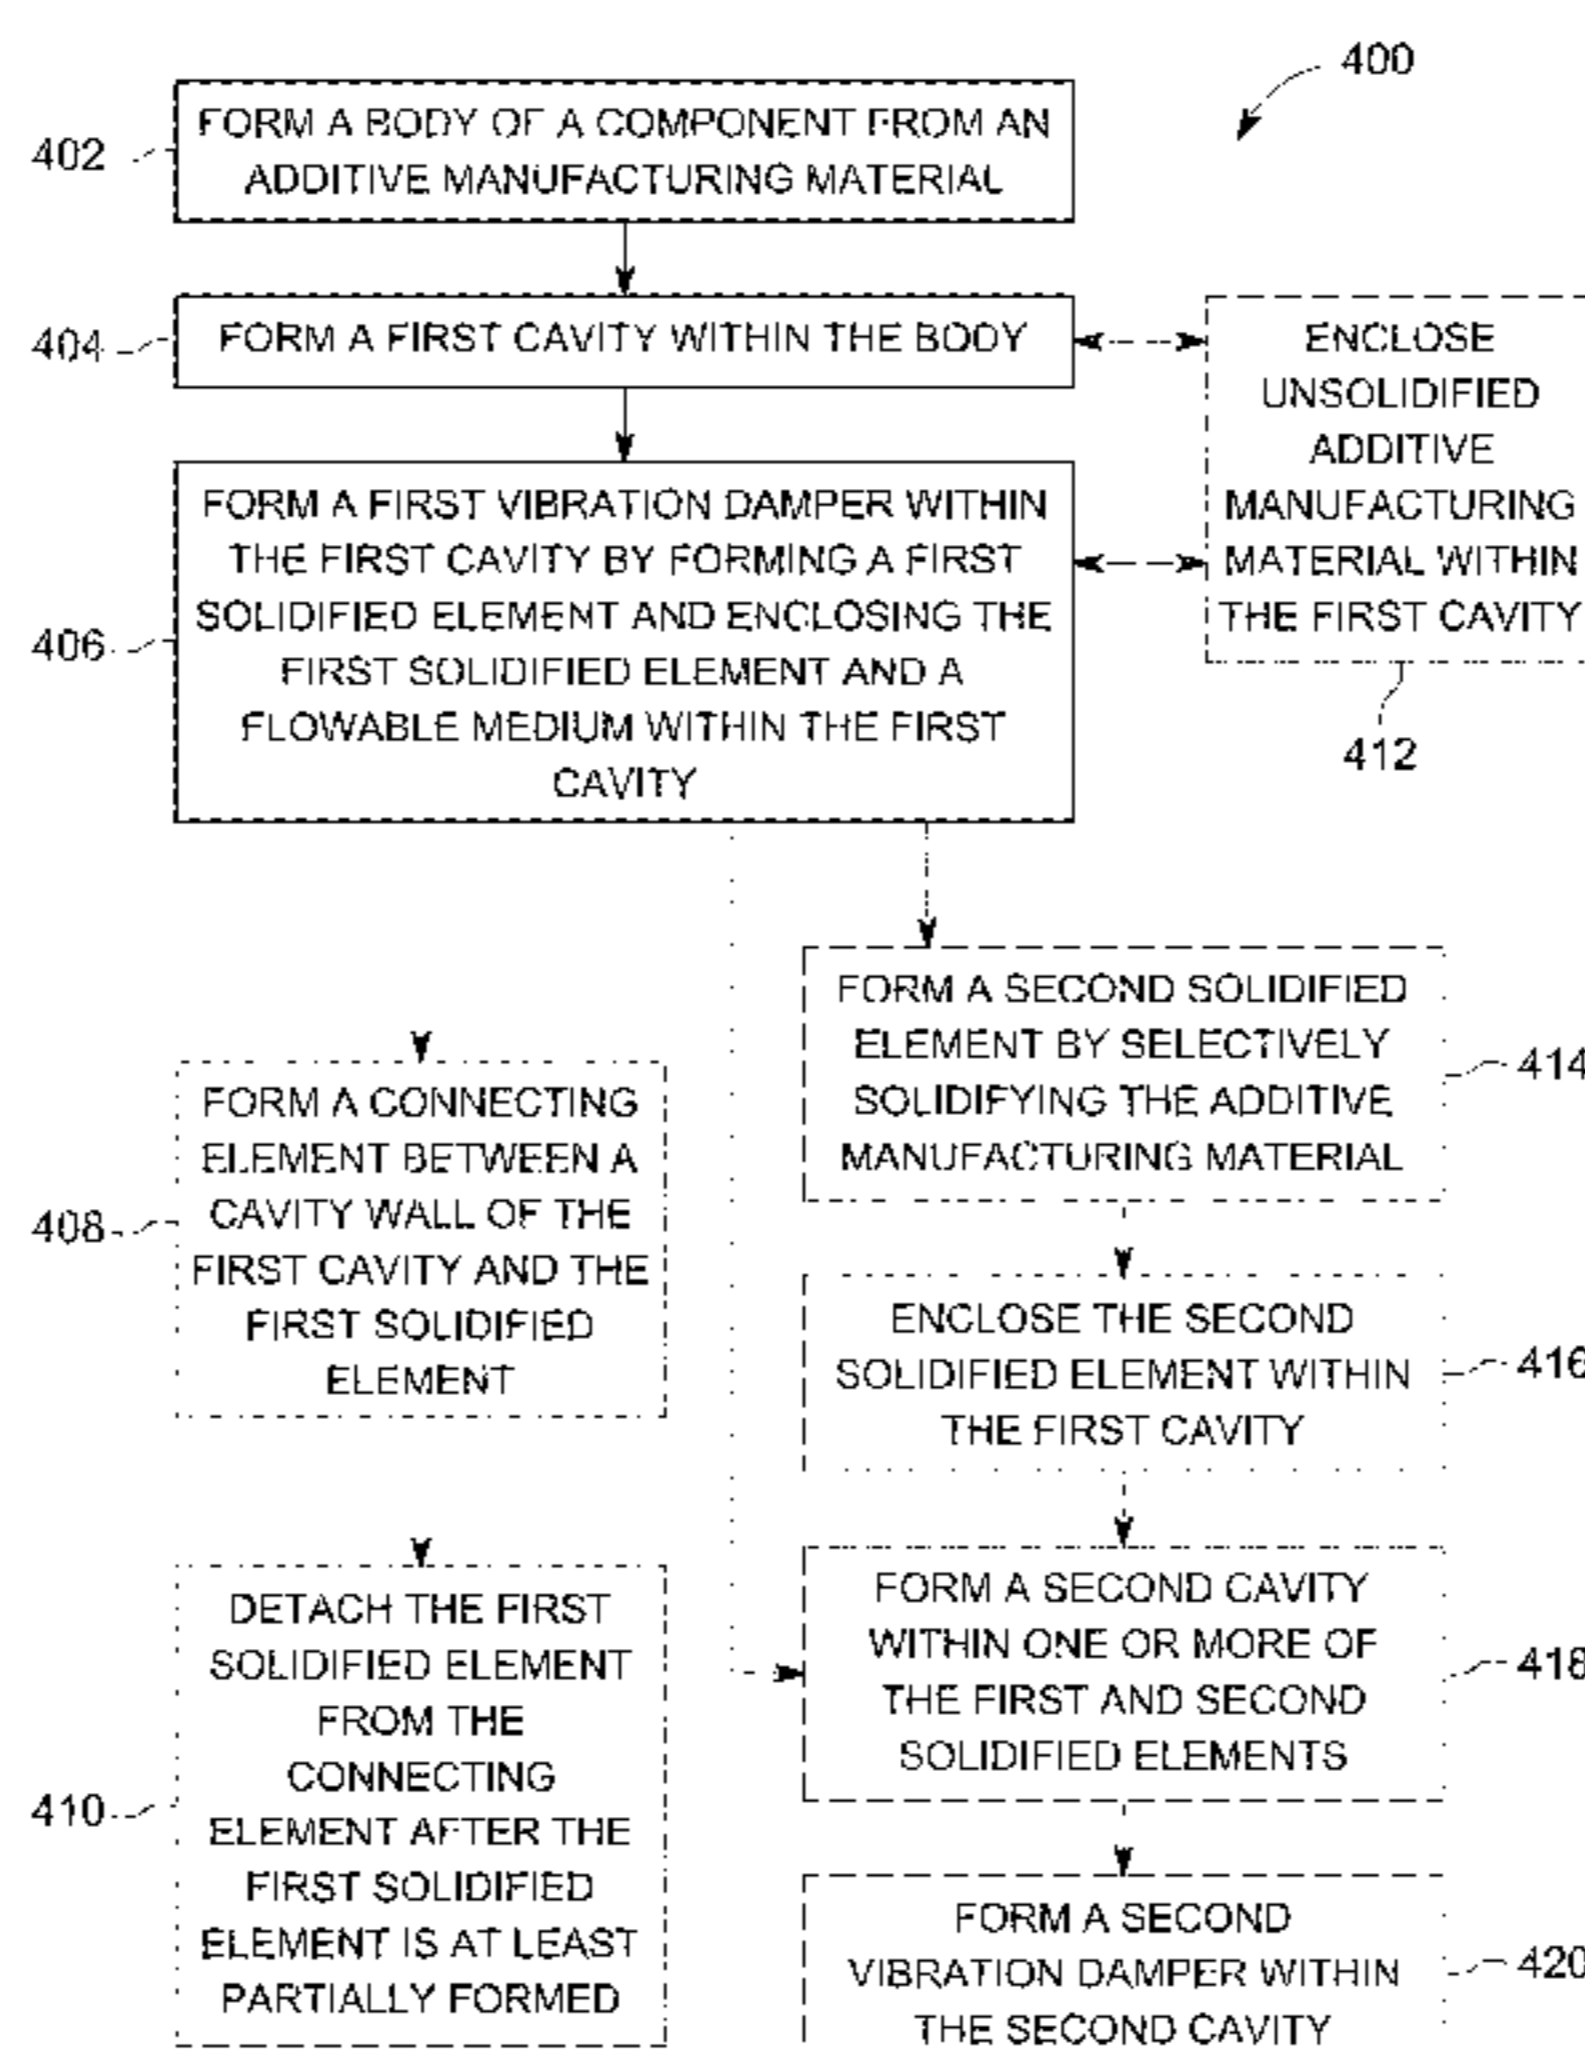 400
402
FORM A BODY OF A COMPONENT FROM AN
ADDITIVE MANUFACTURING MATERIAL
404
FORM A FIRST CAVITY WITHIN THE BODY
ENCLOSE
UNSOLIDIFIED
ADDITIVE
MANUFACTURING
MATERIAL WITHIN
THE FIRST CAVITY
412
406
FORM A FIRST VIBRATION DAMPER WITHIN
THE FIRST CAVITY BY FORMING A FIRST
SOLIDIFIED ELEMENT AND ENCLOSING THE
FIRST SOLIDIFIED ELEMENT AND A
FLOWABLE MEDIUM WITHIN THE FIRST
CAVITY
408
FORM A CONNECTING
ELEMENT BETWEEN A
CAVITY WALL OF THE
FIRST CAVITY AND THE
FIRST SOLIDIFIED
ELEMENT
410
DETACH THE FIRST
SOLIDIFIED ELEMENT
FROM THE
CONNECTING
ELEMENT AFTER THE
FIRST SOLIDIFIED
ELEMENT IS AT LEAST
PARTIALLY FORMED
FORM A SECOND SOLIDIFIED
ELEMENT BY SELECTIVELY
SOLIDIFYING THE ADDITIVE
MANUFACTURING MATERIAL
414
ENCLOSE THE SECOND
SOLIDIFIED ELEMENT WITHIN
THE FIRST CAVITY
416
FORM A SECOND CAVITY
WITHIN ONE OR MORE OF
THE FIRST AND SECOND
SOLIDIFIED ELEMENTS
418
FORM A SECOND
VIBRATION DAMPER WITHIN
THE SECOND CAVITY
420